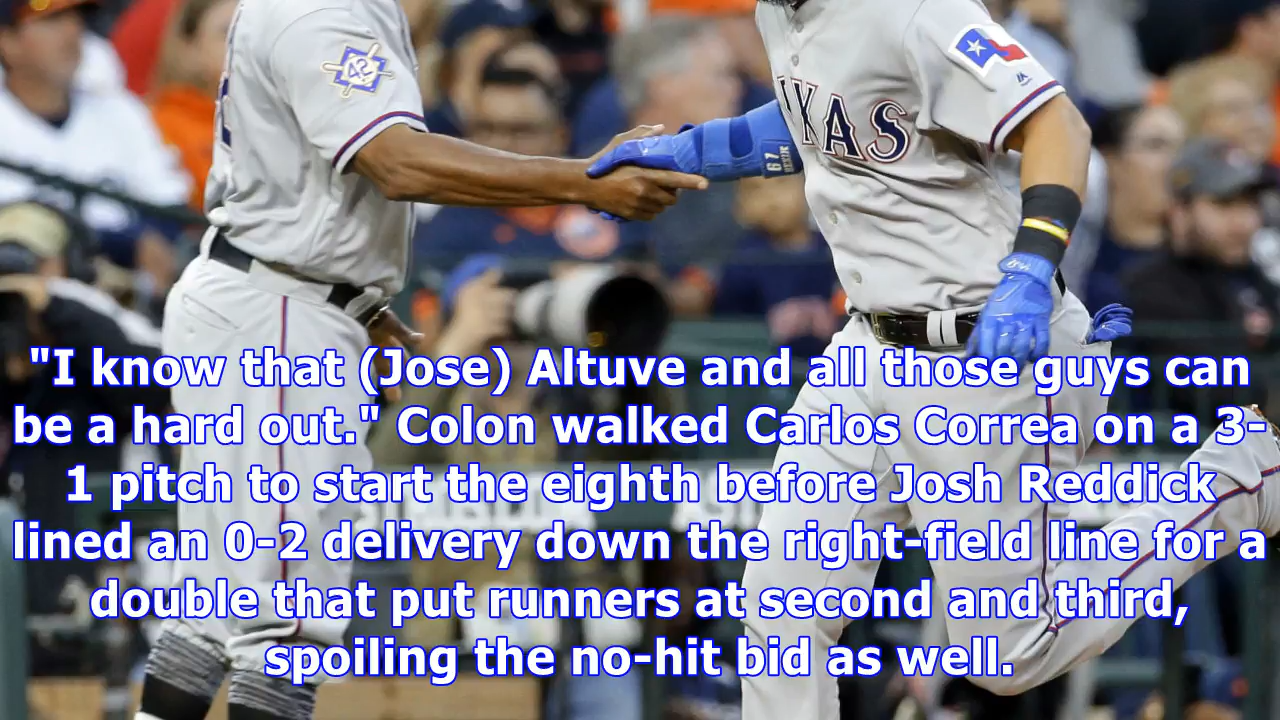 42
TEXAS
"I know that (Jose) Altuve and all those guys can
be a hard out." Colon walked Carlos Correa on a 3-
1 pitch to start the eighth before Josh Reddick
lined an 0-2 delivery down the right-field line for a
double that put runners at second and third,
spoiling the no-hit bid as well.